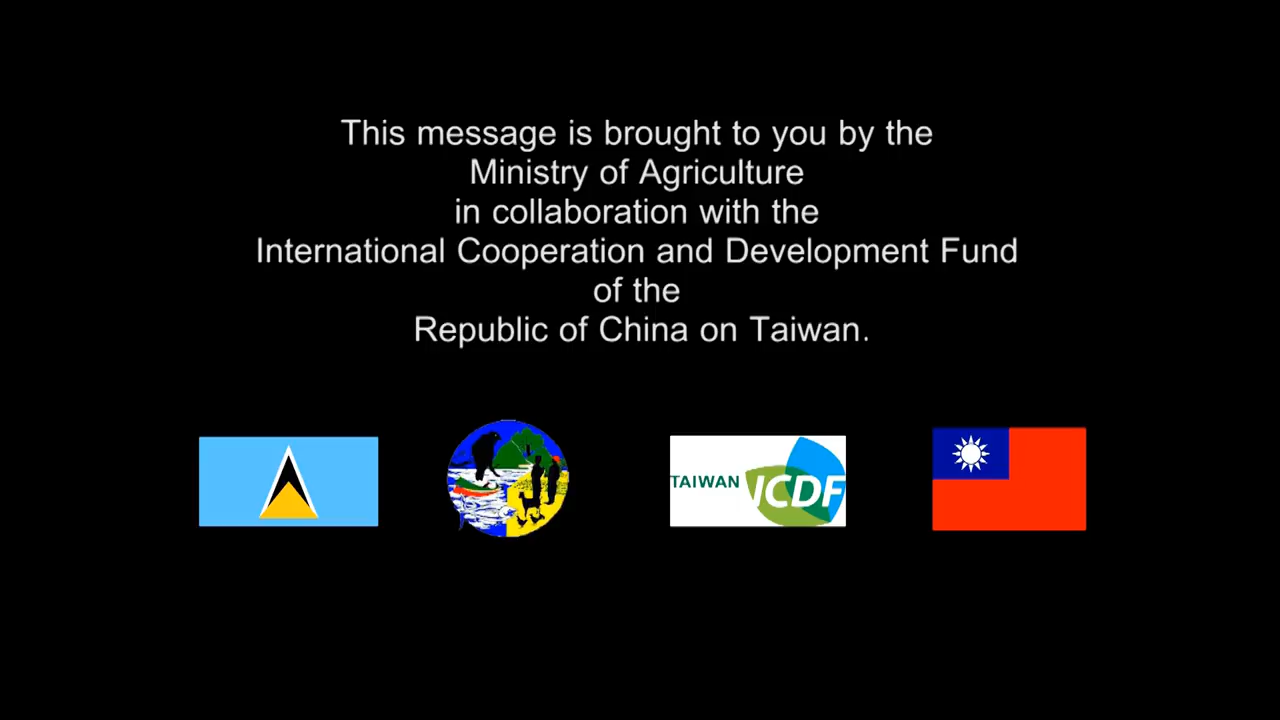 This message is brought to you by the
Ministry of Agriculture
in collaboration with the
International Cooperation and Development Fund
of the
Republic of China on Taiwan.
TAIWAN ICDF